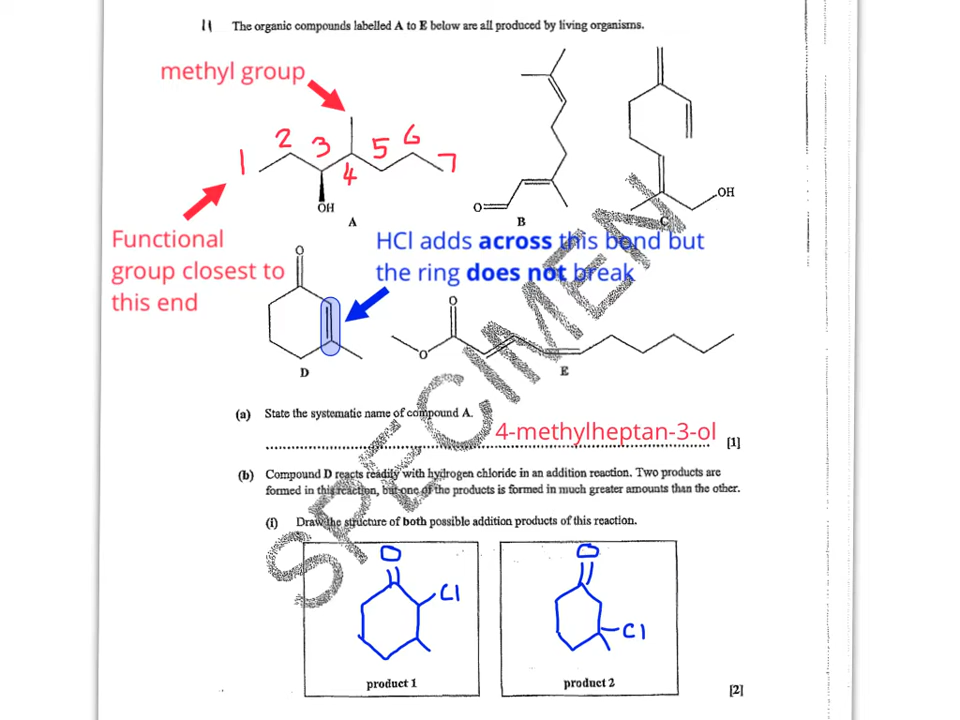 11 The organic compounds labelled A to E below are all produced by living organisms.
methyl group
1 2 3 4 5 6 7
OH
A
O
B
OH
C
Functional
group closest to
this end
HCl adds across this bond but
the ring does not break
O
D
O
O
E
(a) State the systematic name of compound A.
4-methylheptan-3-ol
[1]
(b) Compound D reacts readily with hydrogen chloride in an addition reaction. Two products are
formed in this reaction, but one of the products is formed in much greater amounts than the other.
(i) Draw the structure of both possible addition products of this reaction.
O
Cl
product 1
O
Cl
product 2
[2]
SPECIMEN